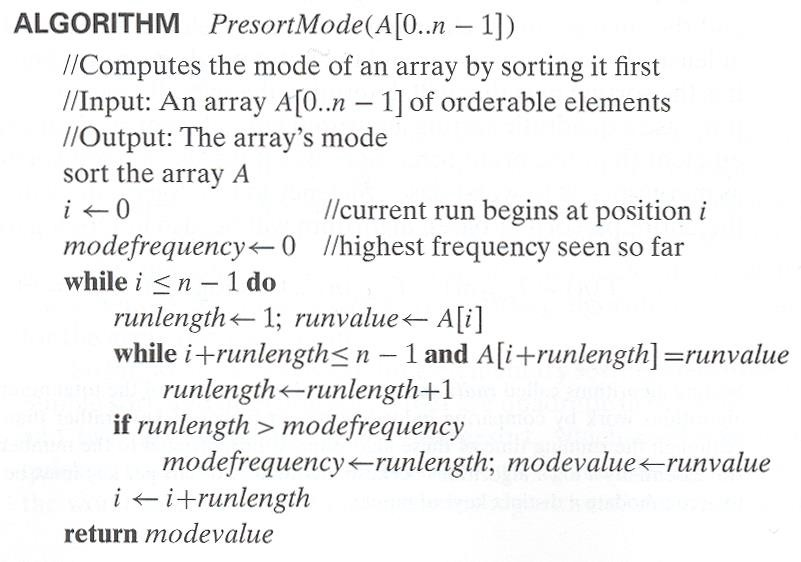 ALGORITHM PresortMode(A[0..n − 1])
//Computes the mode of an array by sorting it first
//Input: An array A[0..n − 1] of orderable elements
//Output: The array's mode
sort the array A
i ← 0 //current run begins at position i
modefrequency ← 0 //highest frequency seen so far
while i ≤ n − 1 do
runlength ← 1; runvalue ← A[i]
while i+runlength ≤ n − 1 and A[i+runlength] = runvalue
runlength ← runlength+1
if runlength > modefrequency
modefrequency ← runlength; modevalue ← runvalue
i ← i+runlength
return modevalue